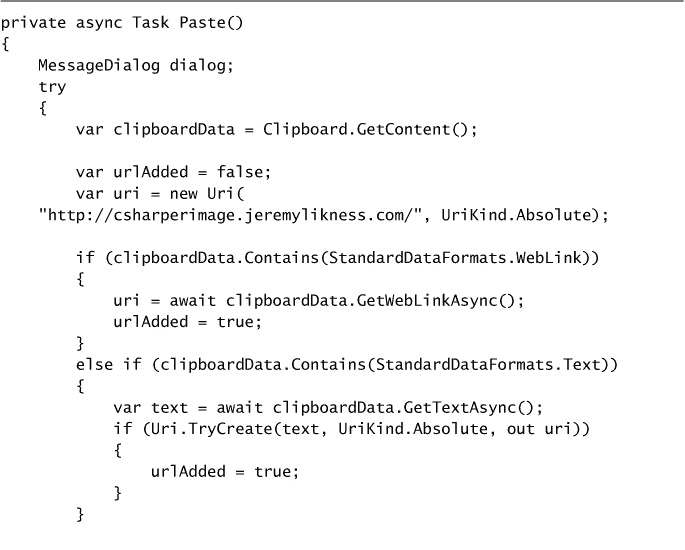 private async Task Paste()
{
    MessageDialog dialog;
    try
    {
        var clipboardData = Clipboard.GetContent();

        var urlAdded = false;
        var uri = new Uri(
    "http://csharperimage.jeremylikness.com/", UriKind.Absolute);

        if (clipboardData.Contains(StandardDataFormats.WebLink))
        {
            uri = await clipboardData.GetWebLinkAsync();
            urlAdded = true;
        }
        else if (clipboardData.Contains(StandardDataFormats.Text))
        {
            var text = await clipboardData.GetTextAsync();
            if (Uri.TryCreate(text, UriKind.Absolute, out uri))
            {
                urlAdded = true;
            }
        }